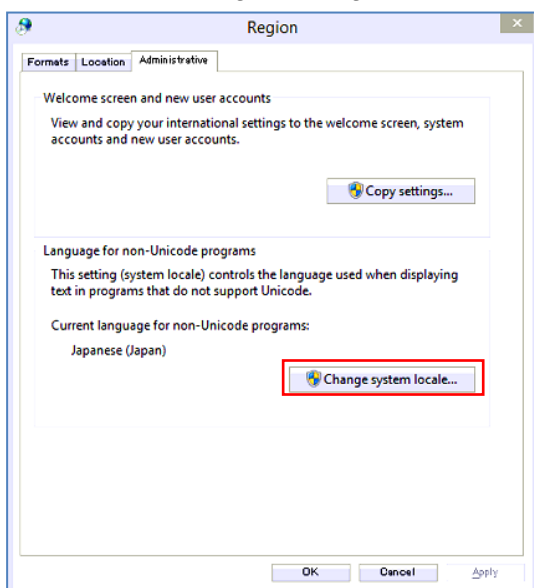 Region
Formats Location Administrative
Welcome screen and new user accounts
View and copy your international settings to the welcome screen, system
accounts and new user accounts.
Copy settings...
Language for non-Unicode programs
This setting (system locale) controls the language used when displaying
text in programs that do not support Unicode.
Current language for non-Unicode programs:
Japanese (Japan)
Change system locale...
OK Cancel Apply